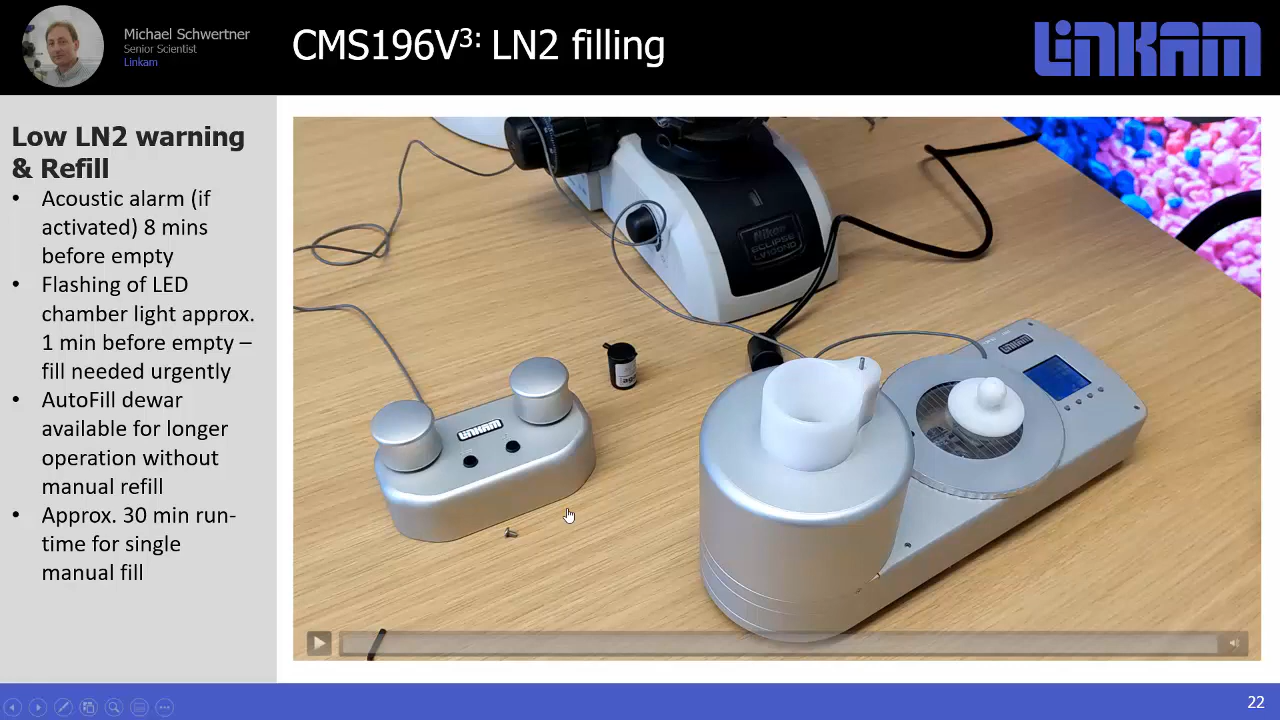 Michael Schwertner
Senior Scientist
Linkam
CMS196V3: LN2 filling
LINKAM
Low LN2 warning
& Refill
• Acoustic alarm (if
activated) 8 mins
before empty
• Flashing of LED
chamber light approx.
1 min before empty –
fill needed urgently
• AutoFill dewar
available for longer
operation without
manual refill
• Approx. 30 min run-
time for single
manual fill
Nikon
ECLIPSE
LV100ND
LINKAM
LINKAM
22